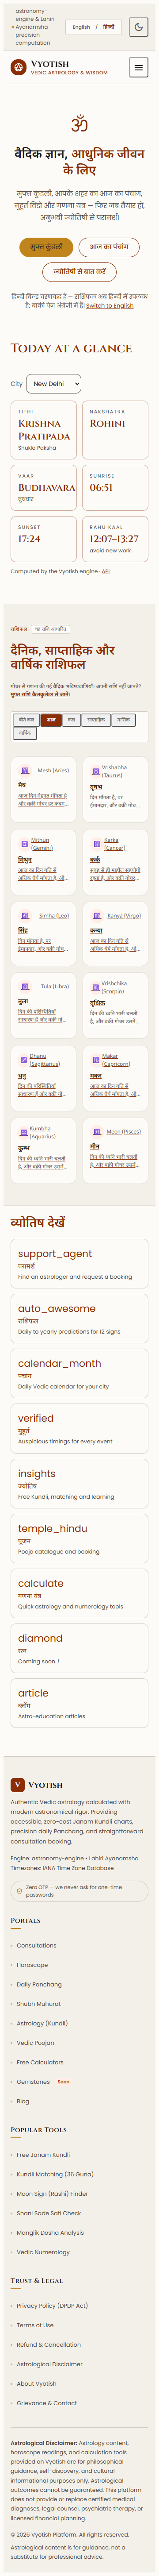 astronomy-
engine & Lahiri
Ayanamsha
precision
computation
English / हिन्दी
Vyotish
VEDIC ASTROLOGY & WISDOM
ॐ
वैदिक ज्ञान, आधुनिक जीवन
के लिए
मुफ़्त कुंडली, आपके शहर का आज का पंचांग,
मुहूर्त विंडो और गणना यंत्र — फिर जब तैयार हों,
अनुभवी ज्योतिषी से परामर्श।
मुफ़्त कुंडली
आज का पंचांग
ज्योतिषी से बात करें
हिन्दी बिल्ड चरणबद्ध है — राशिफल अब हिन्दी में उपलब्ध
है; बाकी पेज अंग्रेज़ी में हैं। Switch to English
Today at a glance
City New Delhi
TITHI
Krishna
Pratipada
Shukla Paksha
NAKSHATRA
Rohini
VAAR
Budhavara
बुधवार
SUNRISE
06:51
SUNSET
17:24
RAHU KAAL
12:07–13:27
avoid new work
Computed by the Vyotish engine · API
राशिफल चंद्र राशि आधारित
दैनिक, साप्ताहिक और
वार्षिक राशिफल
मुफ़्त राशि कैलकुलेटर से जानें।
बीते कल
आज
कल
साप्ताहिक
मासिक
वार्षिक
Mesh (Aries)
मेष
Vrishabha
(Taurus)
वृषभ
Mithun
(Gemini)
मिथुन
Karka
(Cancer)
कर्क
Simha (Leo)
सिंह
Kanya (Virgo)
कन्या
Tula (Libra)
तुला
Vrishchika
(Scorpio)
वृश्चिक
Dhanu
(Sagittarius)
धनु
Makar
(Capricorn)
मकर
Kumbha
(Aquarius)
कुम्भ
Meen (Pisces)
मीन
व्योतिष देखें
support_agent
परामर्श
Find an astrologer and request a booking
auto_awesome
राशिफल
Daily to yearly predictions for 12 signs
calendar_month
पंचांग
Daily Vedic calendar for your city
verified
मुहूर्त
Auspicious timings for every event
insights
ज्योतिष
Free Kundli, matching and learning
temple_hindu
पूजन
Pooja catalogue and booking
calculate
गणना यंत्र
Quick astrology and numerology tools
diamond
रत्न
Coming soon..!
article
ब्लॉग
Astro-education articles
V Vyotish
Authentic Vedic astrology calculated with
modern astronomical rigor. Providing
accessible, zero-cost Janam Kundli charts,
precision daily Panchang, and straightforward
consultation booking.
Engine: astronomy-engine • Lahiri Ayanamsa
Timezones: IANA Time Zone Database
Zero OTP — we never ask for one-time
passwords
Portals
Consultations
Horoscope
Daily Panchang
Shubh Muhurat
Astrology (Kundli)
Vedic Poojan
Free Calculators
Gemstones Soon
Blog
Popular Tools
Free Janam Kundli
Kundli Matching (36 Guna)
Moon Sign (Rashi) Finder
Shani Sade Sati Check
Manglik Dosha Analysis
Vedic Numerology
Trust & Legal
Privacy Policy (DPDP Act)
Terms of Use
Refund & Cancellation
Astrological Disclaimer
About Vyotish
Grievance & Contact
Astrological Disclaimer: Astrology content,
horoscope readings, and calculation tools
provided on Vyotish are for philosophical
guidance, self-discovery, and cultural
informational purposes only. Astrological
outcomes cannot be guaranteed. This platform
does not provide or replace certified medical
diagnoses, legal counsel, psychiatric therapy, or
licensed financial planning.
© 2026 Vyotish Platform. All rights reserved.
Astrological content is for guidance, not a
substitute for professional advice.